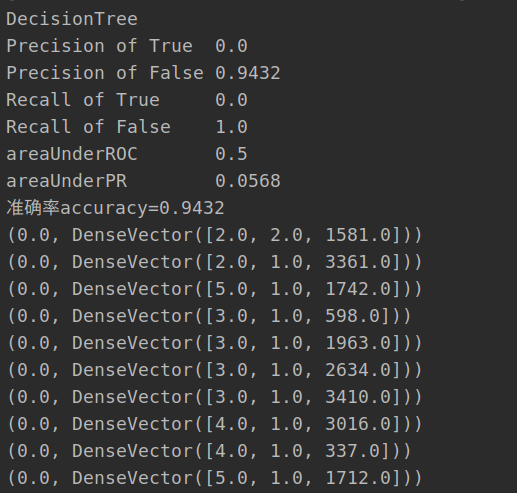 DecisionTree
Precision of True  0.0
Precision of False 0.9432
Recall of True     0.0
Recall of False    1.0
areaUnderROC       0.5
areaUnderPR        0.0568
准确率accuracy=0.9432
(0.0, DenseVector([2.0, 2.0, 1581.0]))
(0.0, DenseVector([2.0, 1.0, 3361.0]))
(0.0, DenseVector([5.0, 1.0, 1742.0]))
(0.0, DenseVector([3.0, 1.0, 598.0]))
(0.0, DenseVector([3.0, 1.0, 1963.0]))
(0.0, DenseVector([3.0, 1.0, 2634.0]))
(0.0, DenseVector([3.0, 1.0, 3410.0]))
(0.0, DenseVector([4.0, 1.0, 3016.0]))
(0.0, DenseVector([4.0, 1.0, 337.0]))
(0.0, DenseVector([5.0, 1.0, 1712.0]))